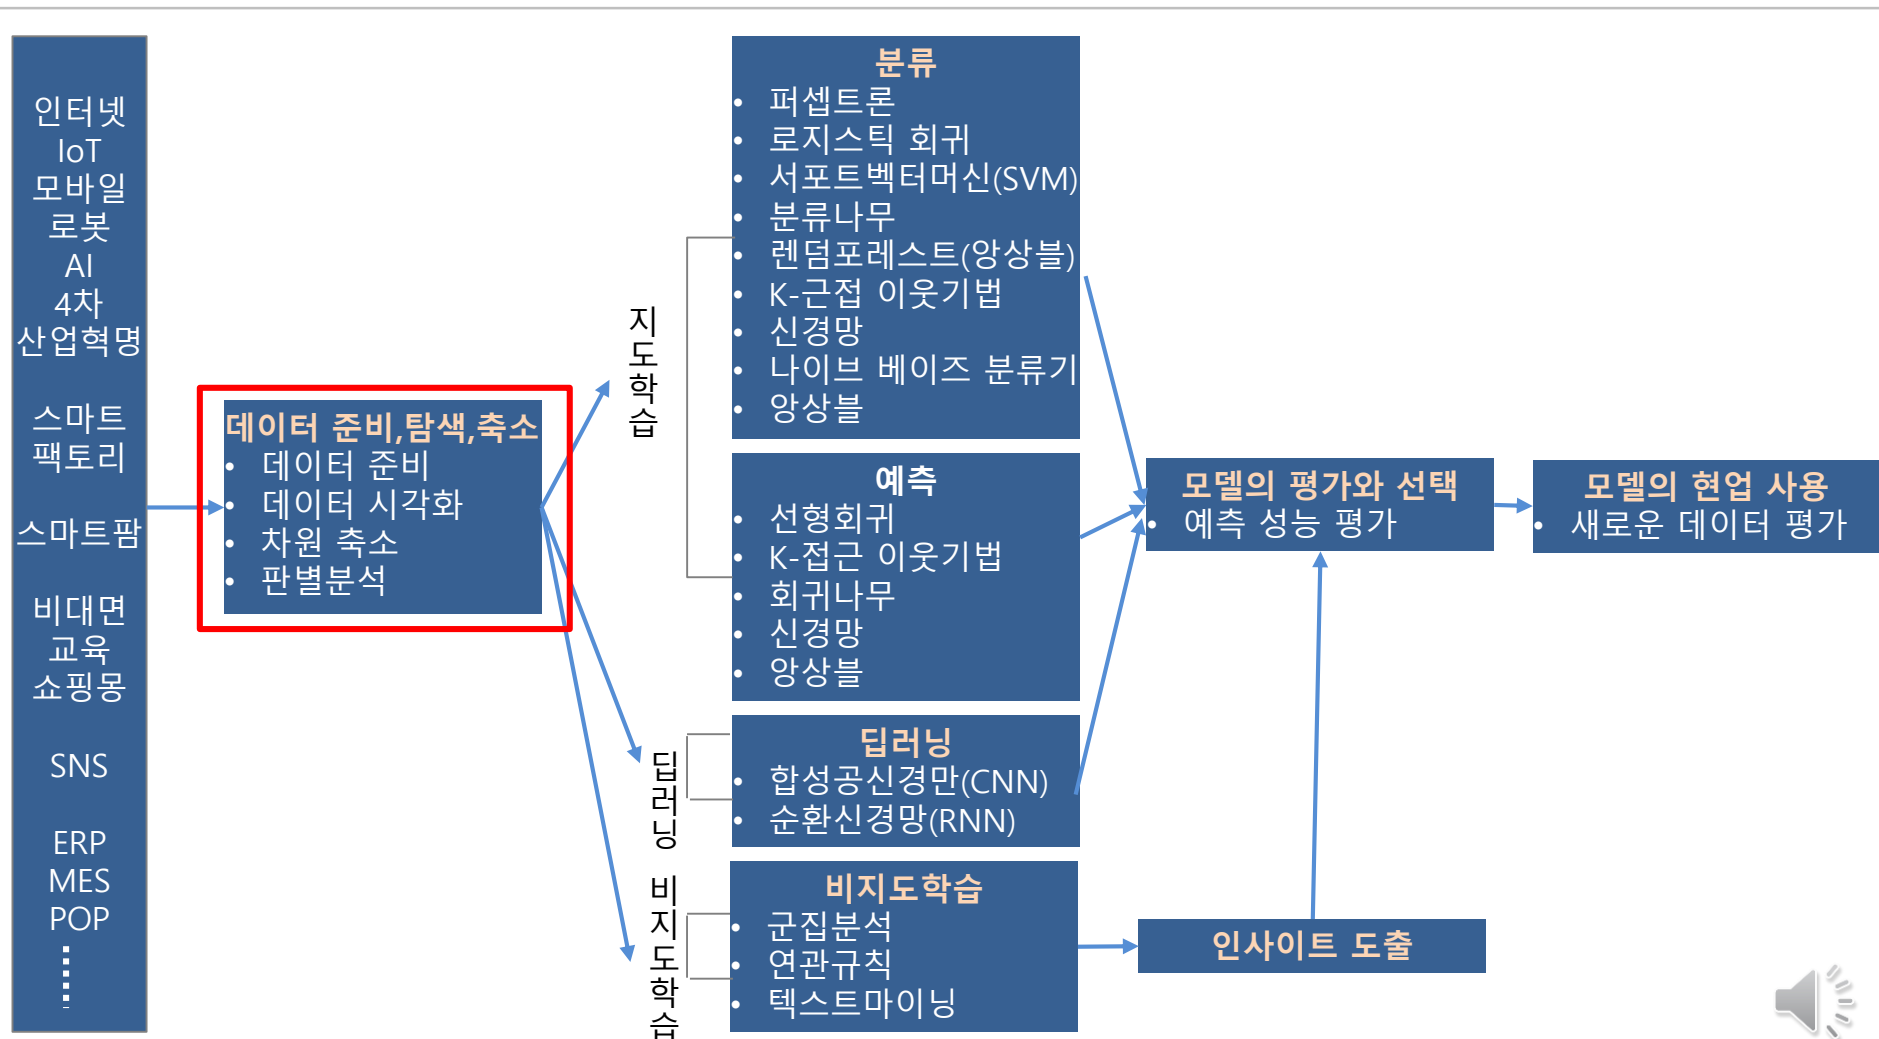 인터넷
IoT
모바일
로봇
AI
4차
산업혁명
스마트
팩토리
스마트팜
비대면
교육
쇼핑몽
SNS
ERP
MES
POP
데이터 준비,탐색,축소
• 데이터 준비
• 데이터 시각화
• 차원 축소
• 판별분석
지도학습
분류
• 퍼셉트론
• 로지스틱 회귀
• 서포트벡터머신(SVM)
• 분류나무
• 렌덤포레스트(앙상블)
• K-근접 이웃기법
• 신경망
• 나이브 베이즈 분류기
• 앙상블
예측
• 선형회귀
• K-접근 이웃기법
• 회귀나무
• 신경망
• 앙상블
딥러닝
딥러닝
• 합성공신경만(CNN)
• 순환신경망(RNN)
비지도학습
비지도학습
• 군집분석
• 연관규칙
• 텍스트마이닝
모델의 평가와 선택
• 예측 성능 평가
모델의 현업 사용
• 새로운 데이터 평가
인사이트 도출